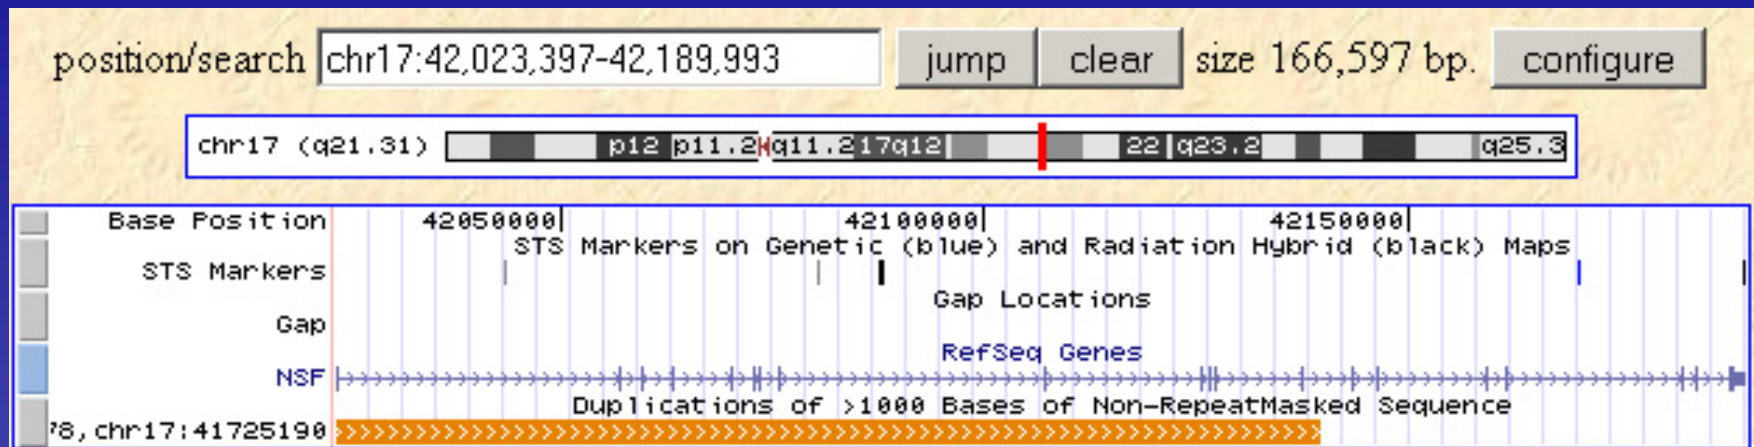 position/search chr17:42,023,397-42,189,993 jump clear size 166,597 bp. configure
chr17 (q21.31) p12 p11.2 q11.2 17q12 22 q23.2 q25.3
Base Position 42050000| 42100000| 42150000|
STS Markers on Genetic (blue) and Radiation Hybrid (black) Maps
STS Markers
Gap Locations
Gap
RefSeq Genes
NSF
Duplications of >1000 Bases of Non-RepeatMasked Sequence
78,chr17:41725190